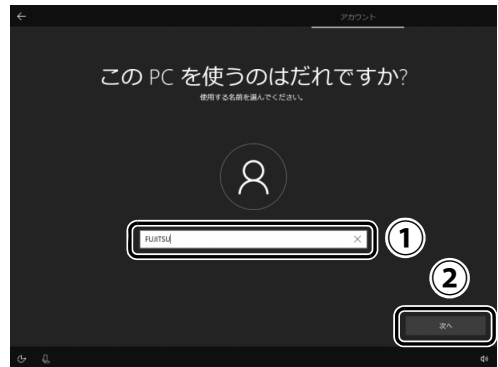 アカウント
この PC を使うのはだれですか?
使用する名前を選んでください。
FUJITSU
①
②
次へ